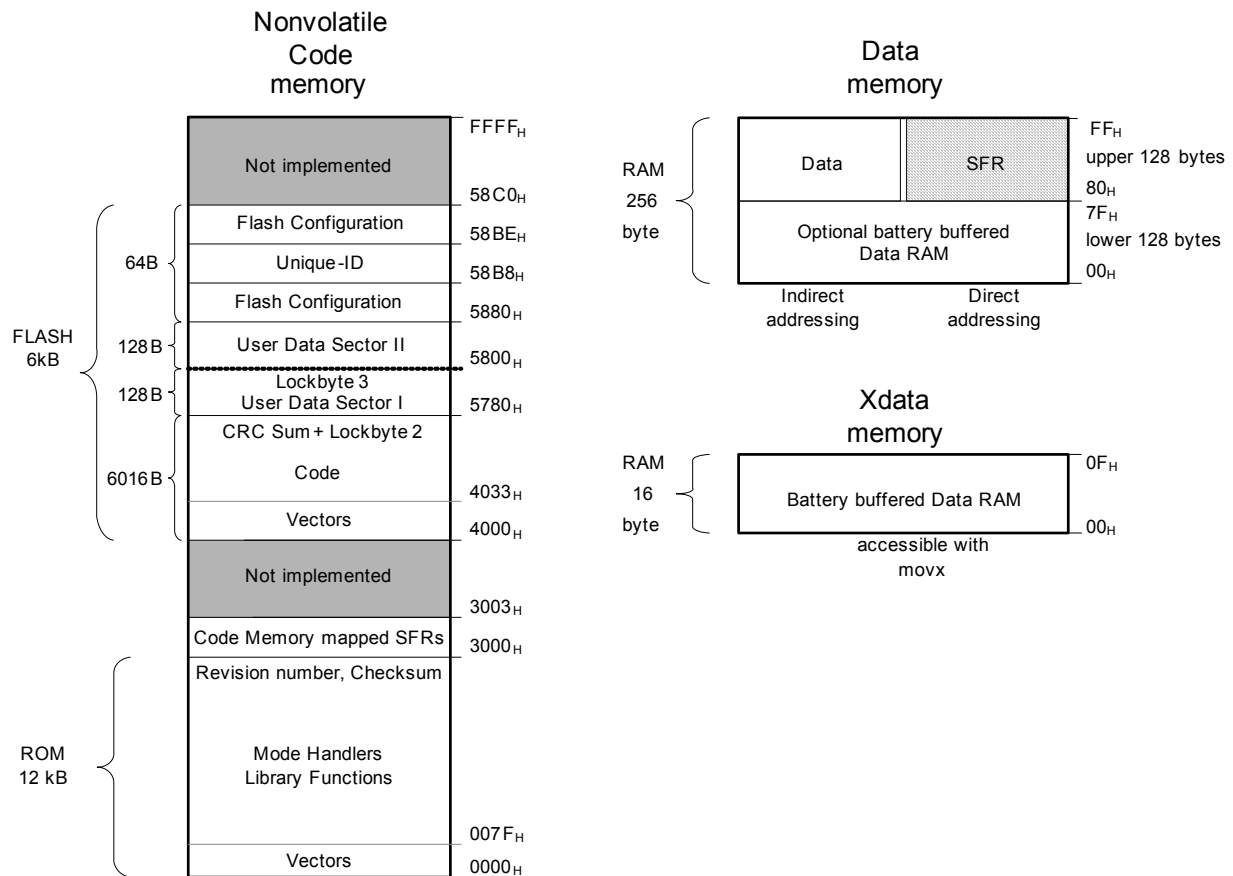 Nonvolatile
Code
memory
FFFFH
Not implemented
58C0H
Flash Configuration
58BEH
64B
Unique-ID
58B8H
Flash Configuration
5880H
FLASH
6kB
128B
User Data Sector II
5800H
128B
Lockbyte 3
User Data Sector I
5780H
CRC Sum + Lockbyte 2
6016B
Code
4033H
Vectors
4000H
Not implemented
3003H
Code Memory mapped SFRs
3000H
Revision number, Checksum
ROM
12 kB
Mode Handlers
Library Functions
007FH
Vectors
0000H
Data
memory
RAM
256
byte
Data
SFR
FFH
upper 128 bytes
80H
7FH
lower 128 bytes
00H
Optional battery buffered
Data RAM
Indirect
addressing
Direct
addressing
Xdata
memory
RAM
16
byte
0FH
Battery buffered Data RAM
00H
accessible with
movx